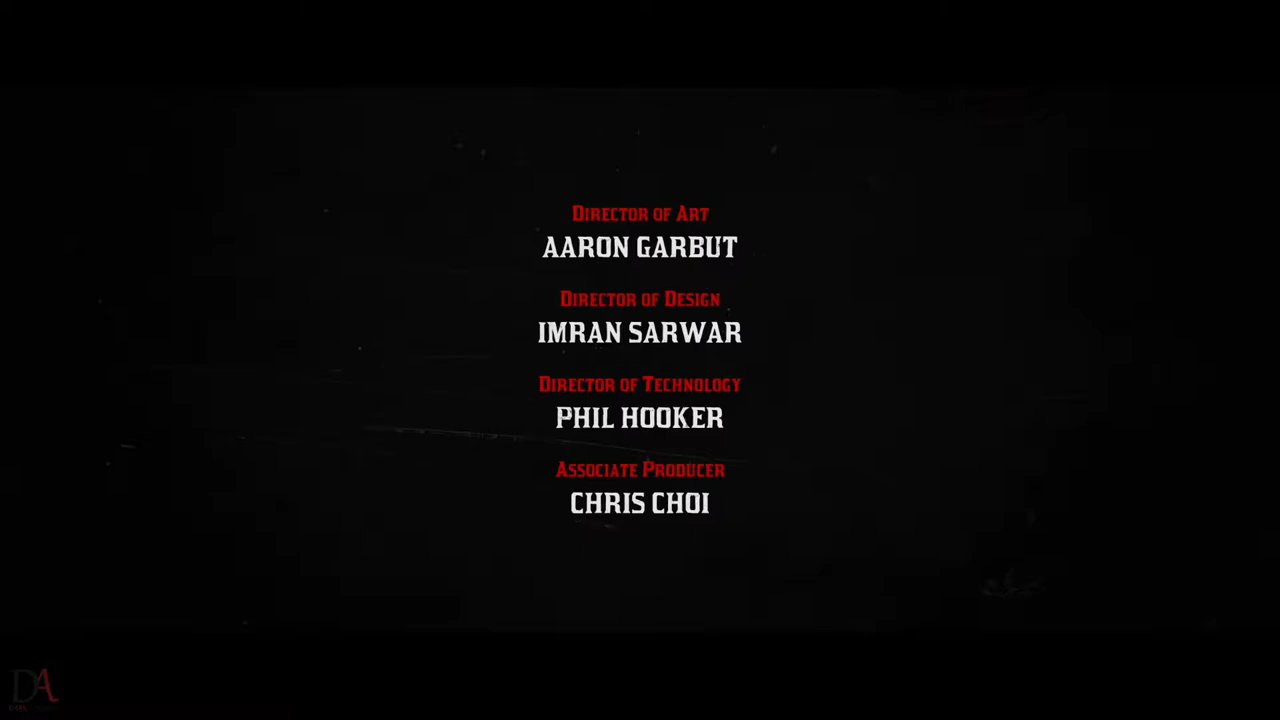 Director of Art
AARON GARBUT
Director of Design
IMRAN SARWAR
Director of Technology
PHIL HOOKER
Associate Producer
CHRIS CHOI
DA